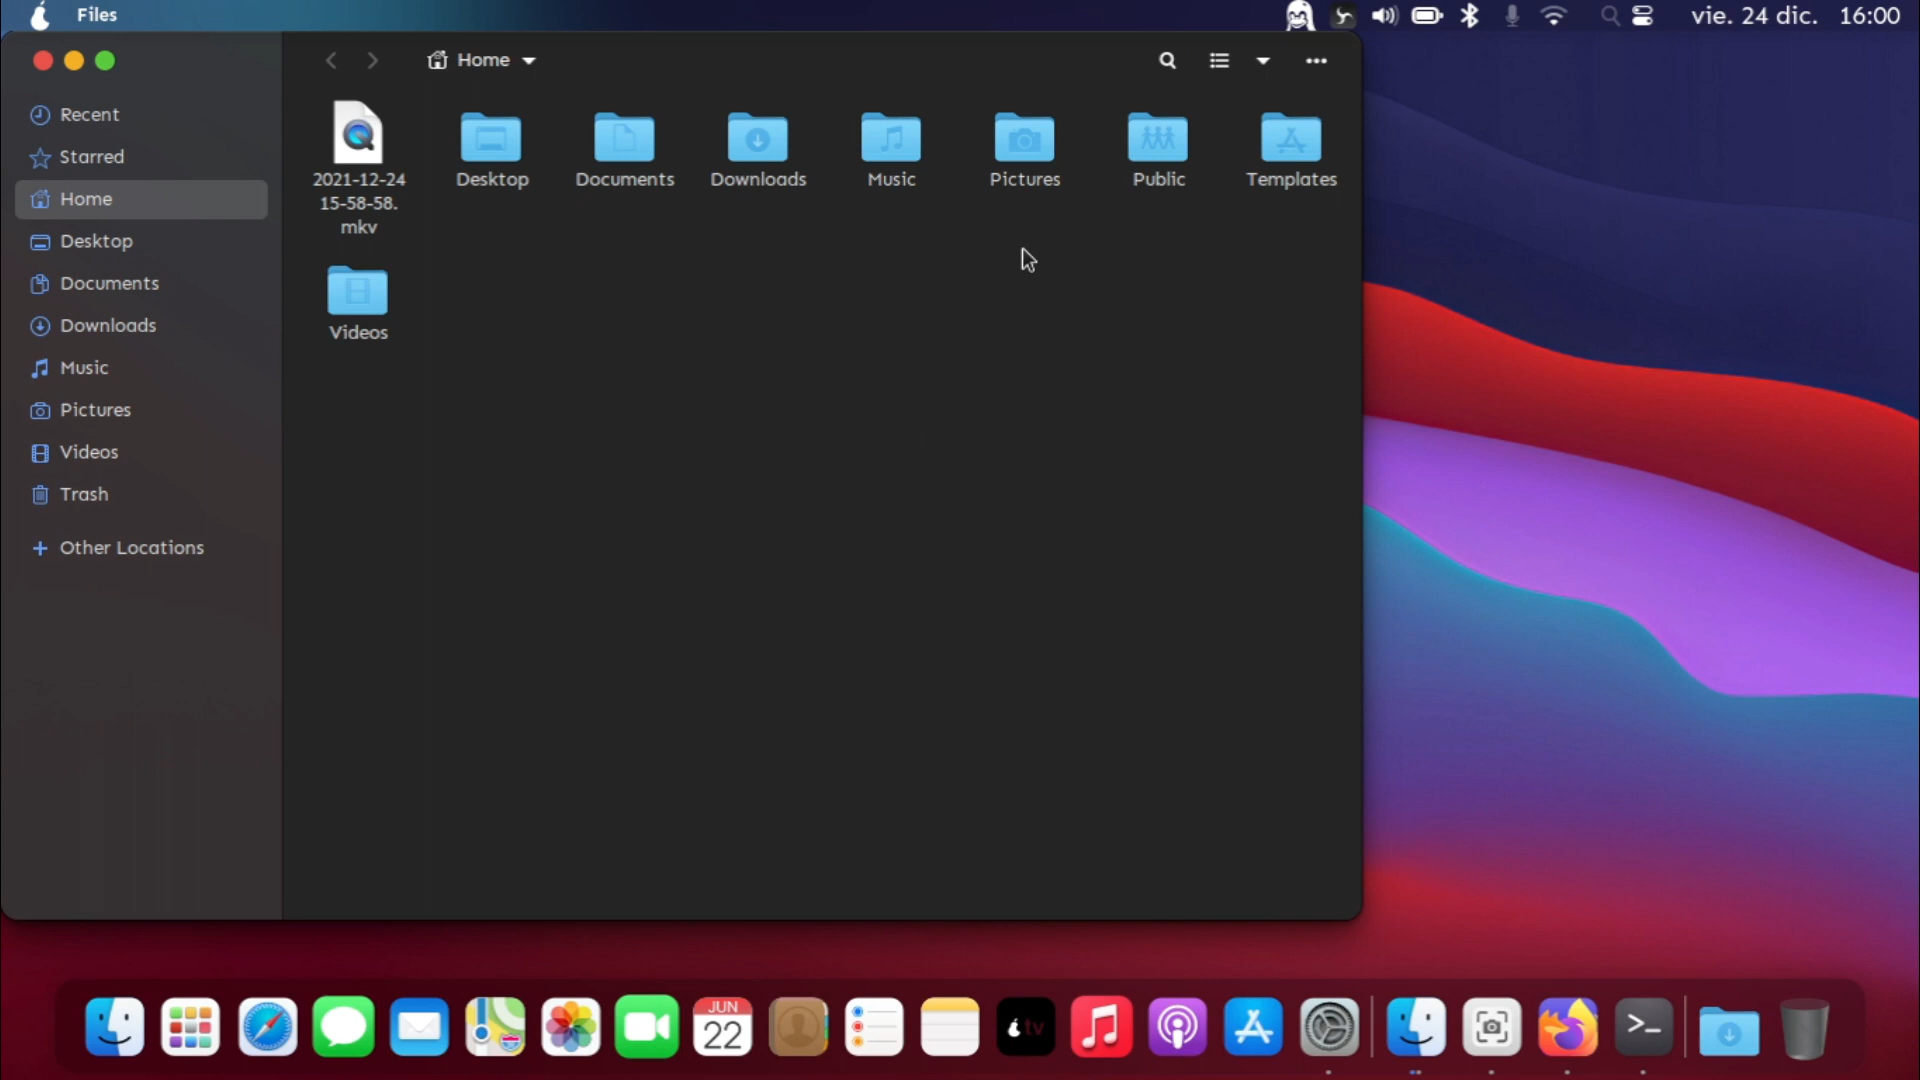 Files
vie. 24 dic. 16:00
Home
Recent
Starred
Home
Desktop
Documents
Downloads
Music
Pictures
Videos
Trash
Other Locations
2021-12-24
15-58-58.
mkv
Desktop
Documents
Downloads
Music
Pictures
Public
Templates
Videos
JUN
22
tv
>_